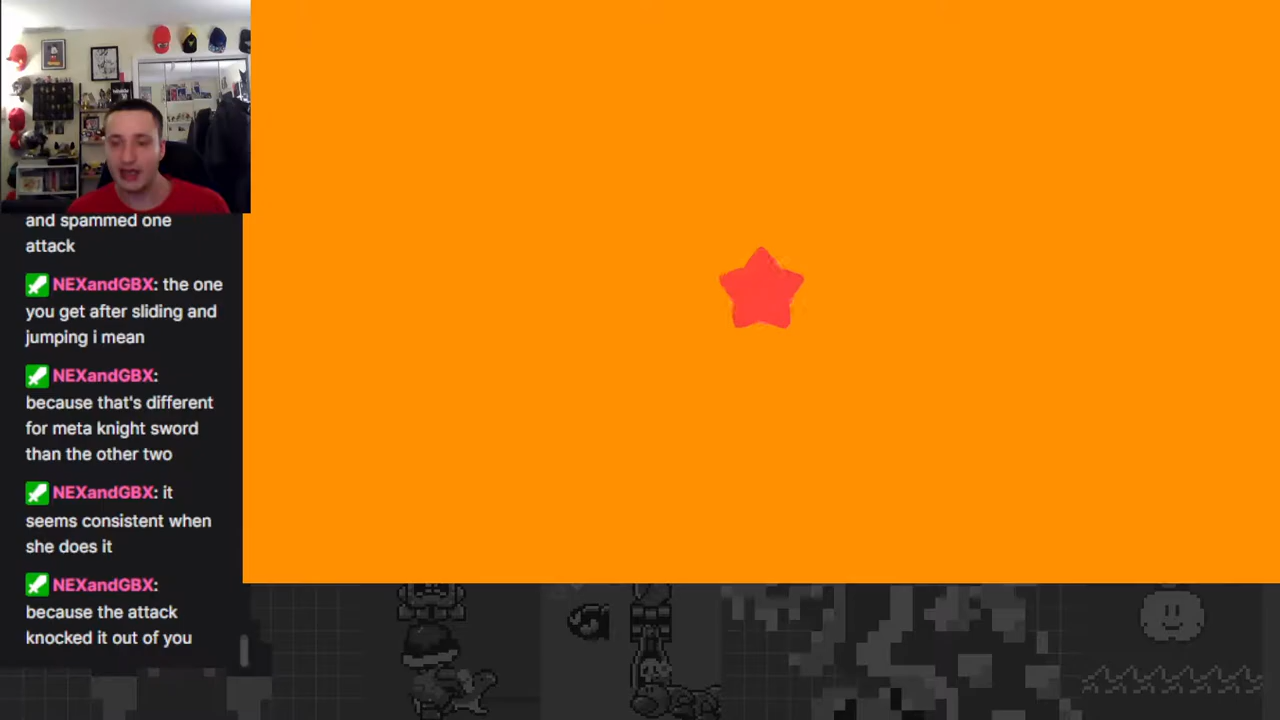 and spammed one
attack
NEXandGBX: the one
you get after sliding and
jumping i mean
NEXandGBX:
because that's different
for meta knight sword
than the other two
NEXandGBX: it
seems consistent when
she does it
NEXandGBX:
because the attack
knocked it out of you